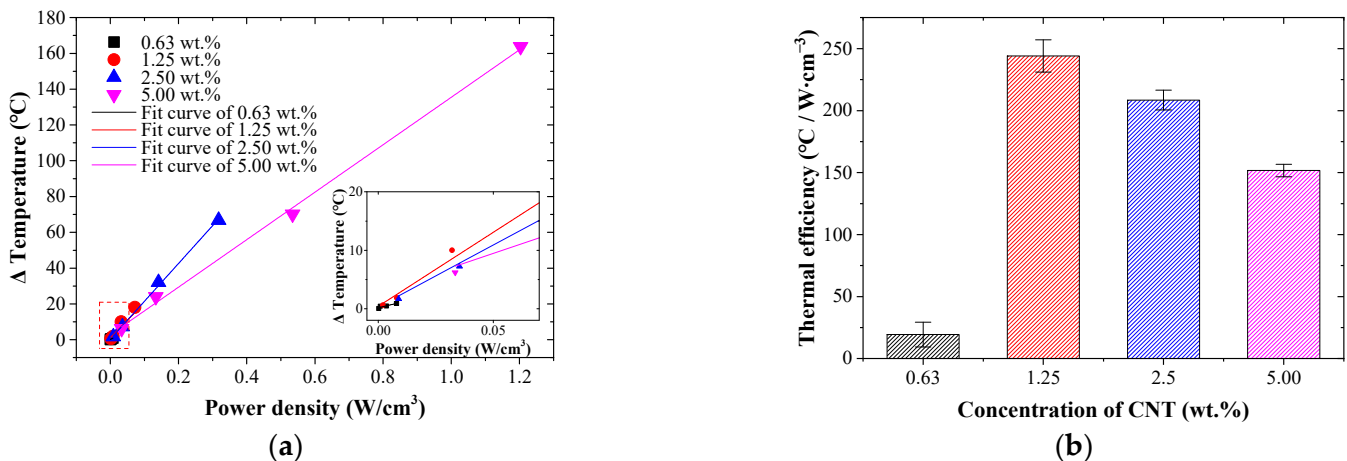 180
160
140
120
100
80
60
40
20
0
Δ Temperature (℃)
0.63 wt.%
1.25 wt.%
2.50 wt.%
5.00 wt.%
Fit curve of 0.63 wt.%
Fit curve of 1.25 wt.%
Fit curve of 2.50 wt.%
Fit curve of 5.00 wt.%
20
10
0
Δ Temperature (℃)
0.00 0.05
Power density (W/cm³)
0.0 0.2 0.4 0.6 0.8 1.0 1.2
Power density (W/cm³)
(a)
250
200
150
100
50
25
0
Thermal efficiency (℃ / W·cm⁻³)
0.63 1.25 2.5 5.00
Concentration of CNT (wt.%)
(b)